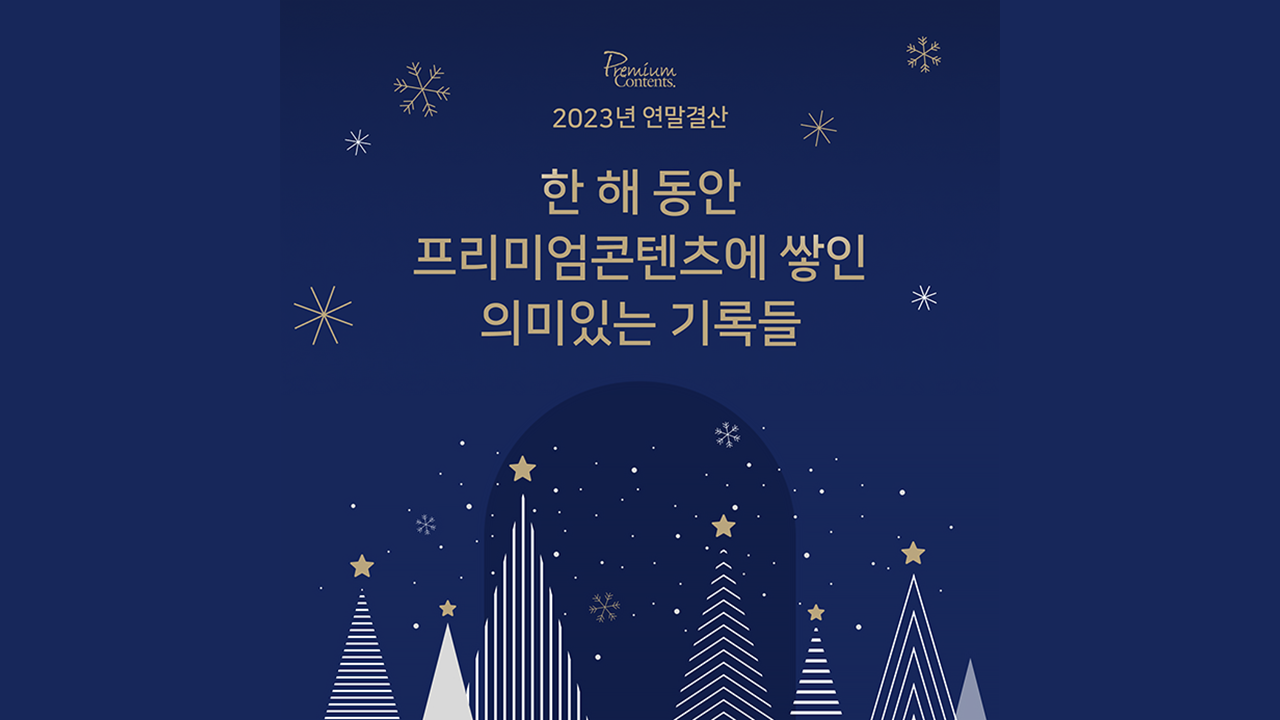 Premium
Contents.
2023년 연말결산
한 해 동안
프리미엄콘텐츠에 쌓인
의미있는 기록들